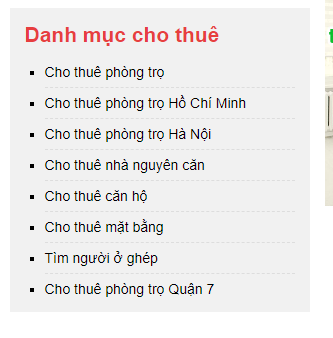 Danh mục cho thuê
Cho thuê phòng trọ
Cho thuê phòng trọ Hồ Chí Minh
Cho thuê phòng trọ Hà Nội
Cho thuê nhà nguyên căn
Cho thuê căn hộ
Cho thuê mặt bằng
Tìm người ở ghép
Cho thuê phòng trọ Quận 7